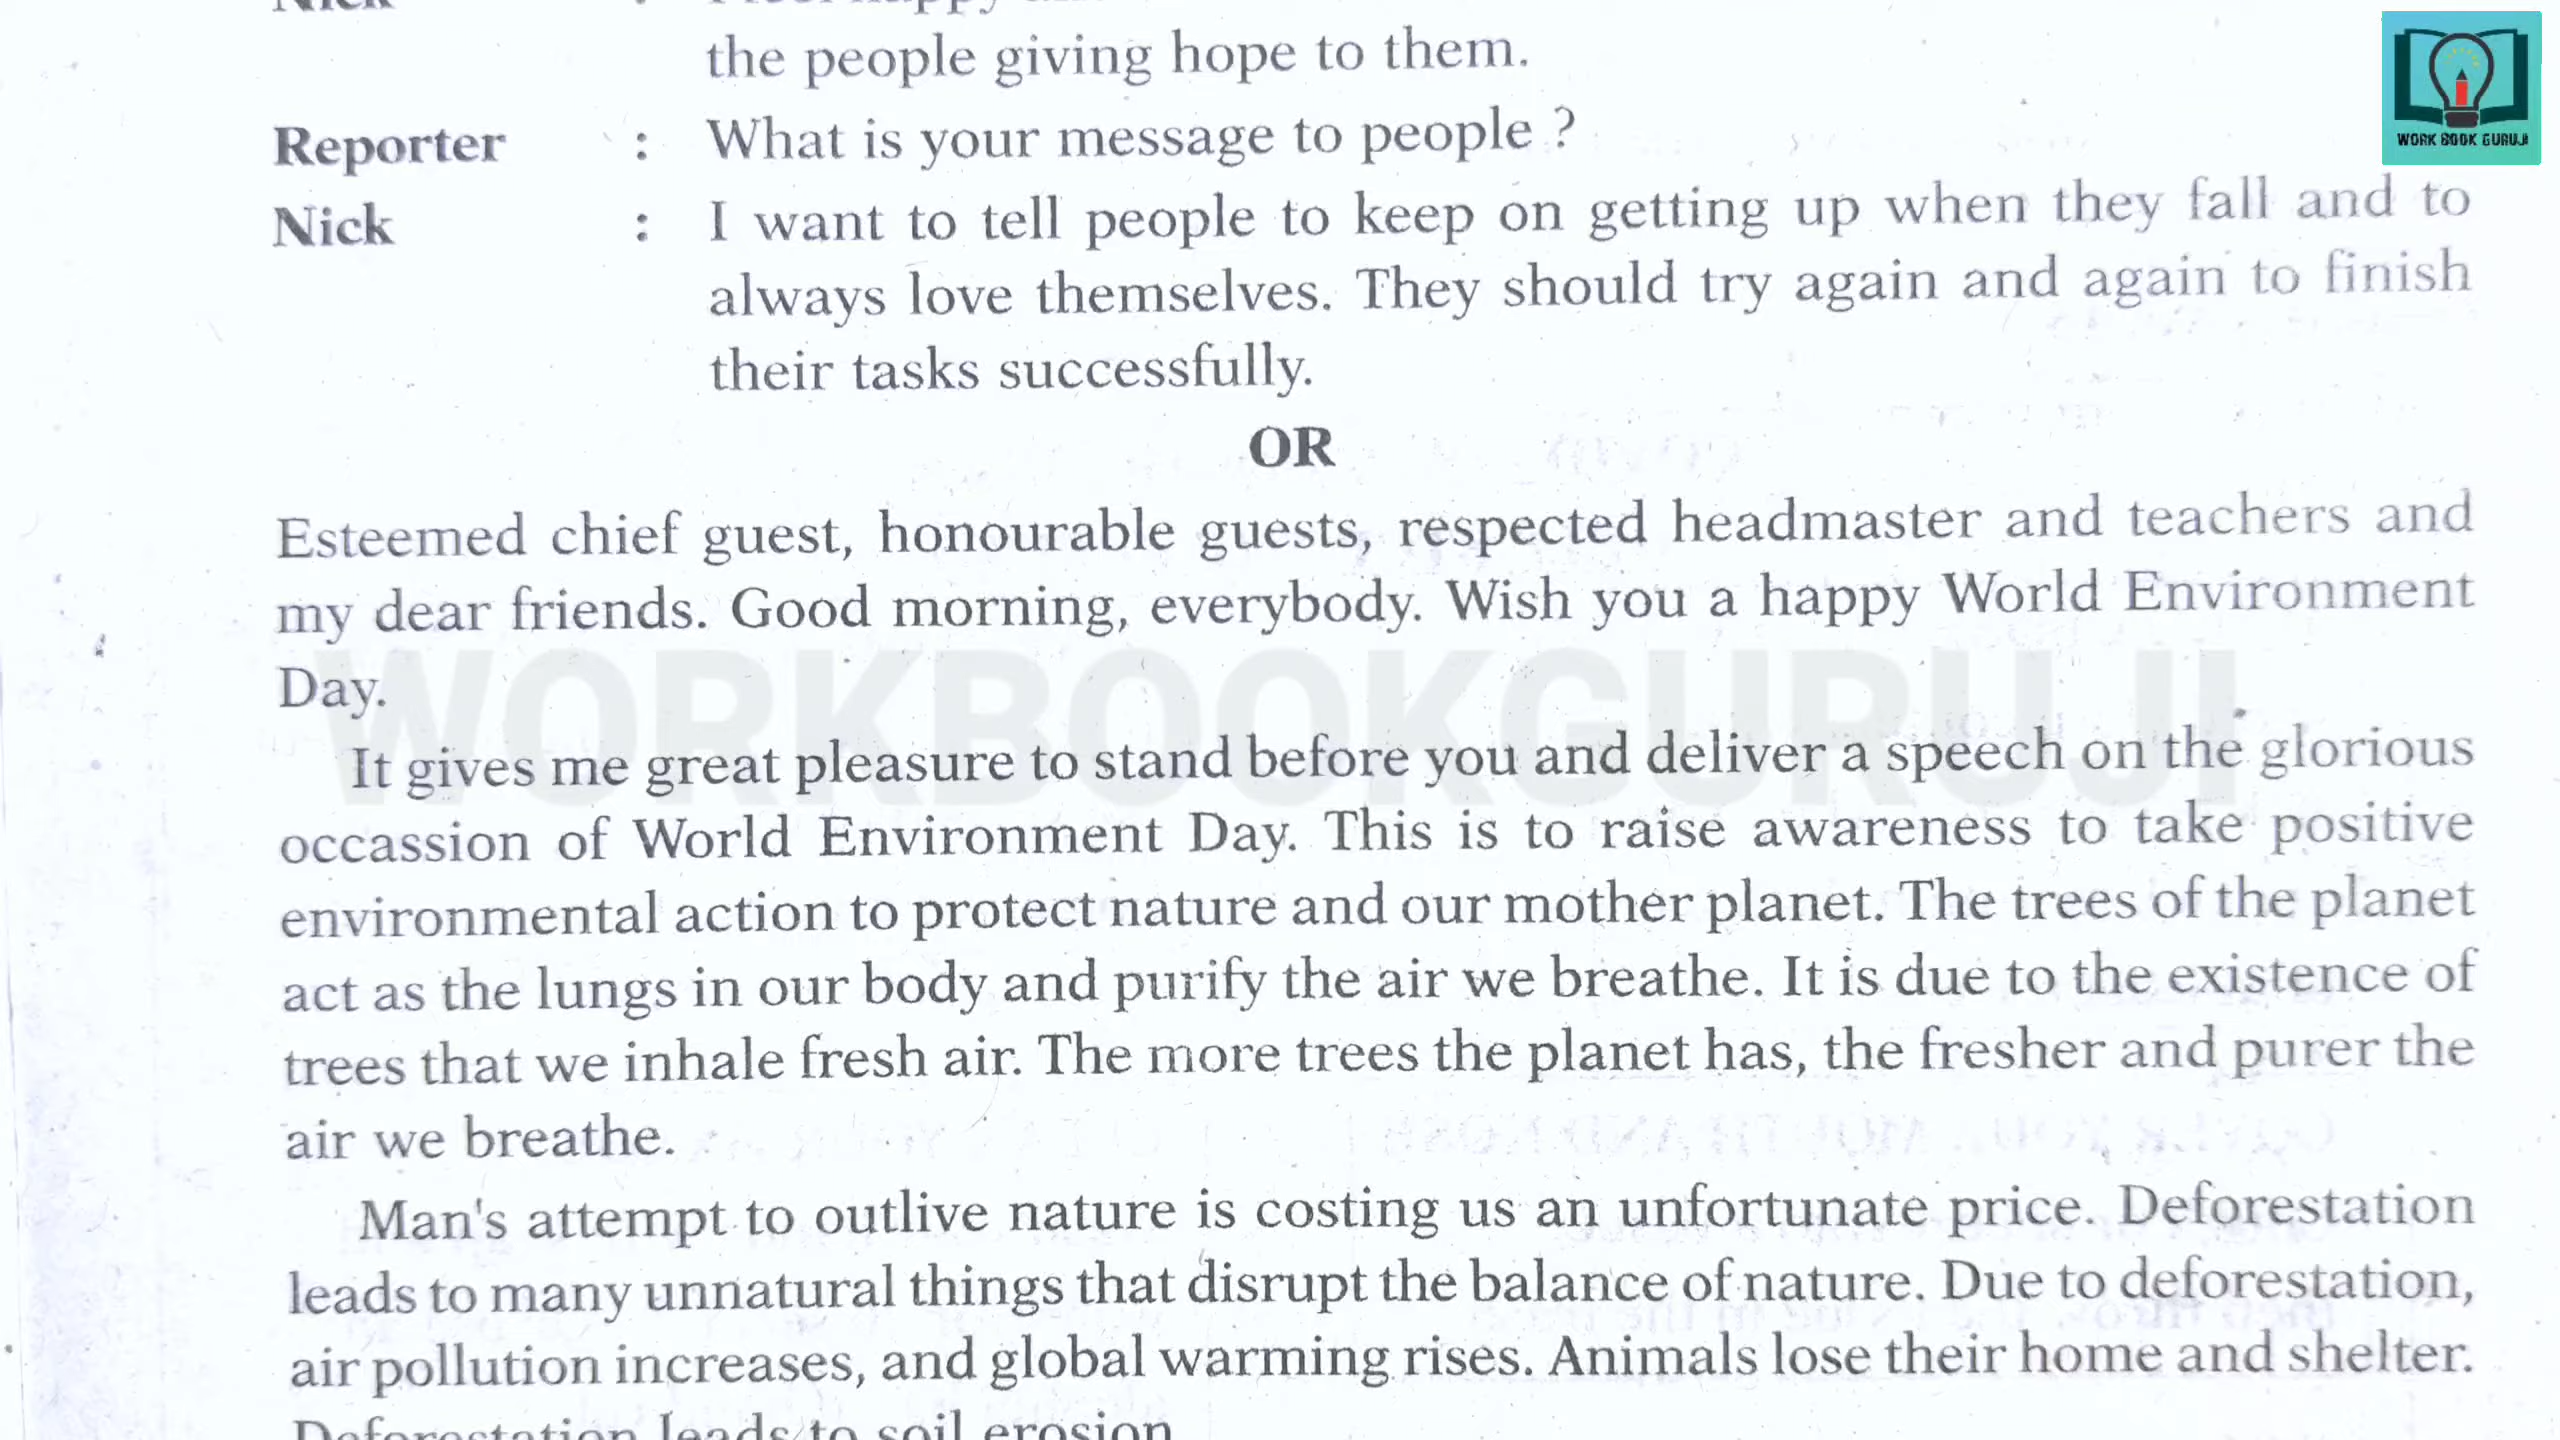 the people giving hope to them.
Reporter : What is your message to people ?
Nick : I want to tell people to keep on getting up when they fall and to
always love themselves. They should try again and again to finish
their tasks successfully.
OR
Esteemed chief guest, honourable guests, respected headmaster and teachers and
my dear friends. Good morning, everybody. Wish you a happy World Environment
Day.
It gives me great pleasure to stand before you and deliver a speech on the glorious
occassion of World Environment Day. This is to raise awareness to take positive
environmental action to protect nature and our mother planet. The trees of the planet
act as the lungs in our body and purify the air we breathe. It is due to the existence of
trees that we inhale fresh air. The more trees the planet has, the fresher and purer the
air we breathe.
Man's attempt to outlive nature is costing us an unfortunate price. Deforestation
leads to many unnatural things that disrupt the balance of nature. Due to deforestation,
air pollution increases, and global warming rises. Animals lose their home and shelter.
Deforestation leads to soil erosion
WORK BOOK GURUJI
WORKBOOKGURUJI